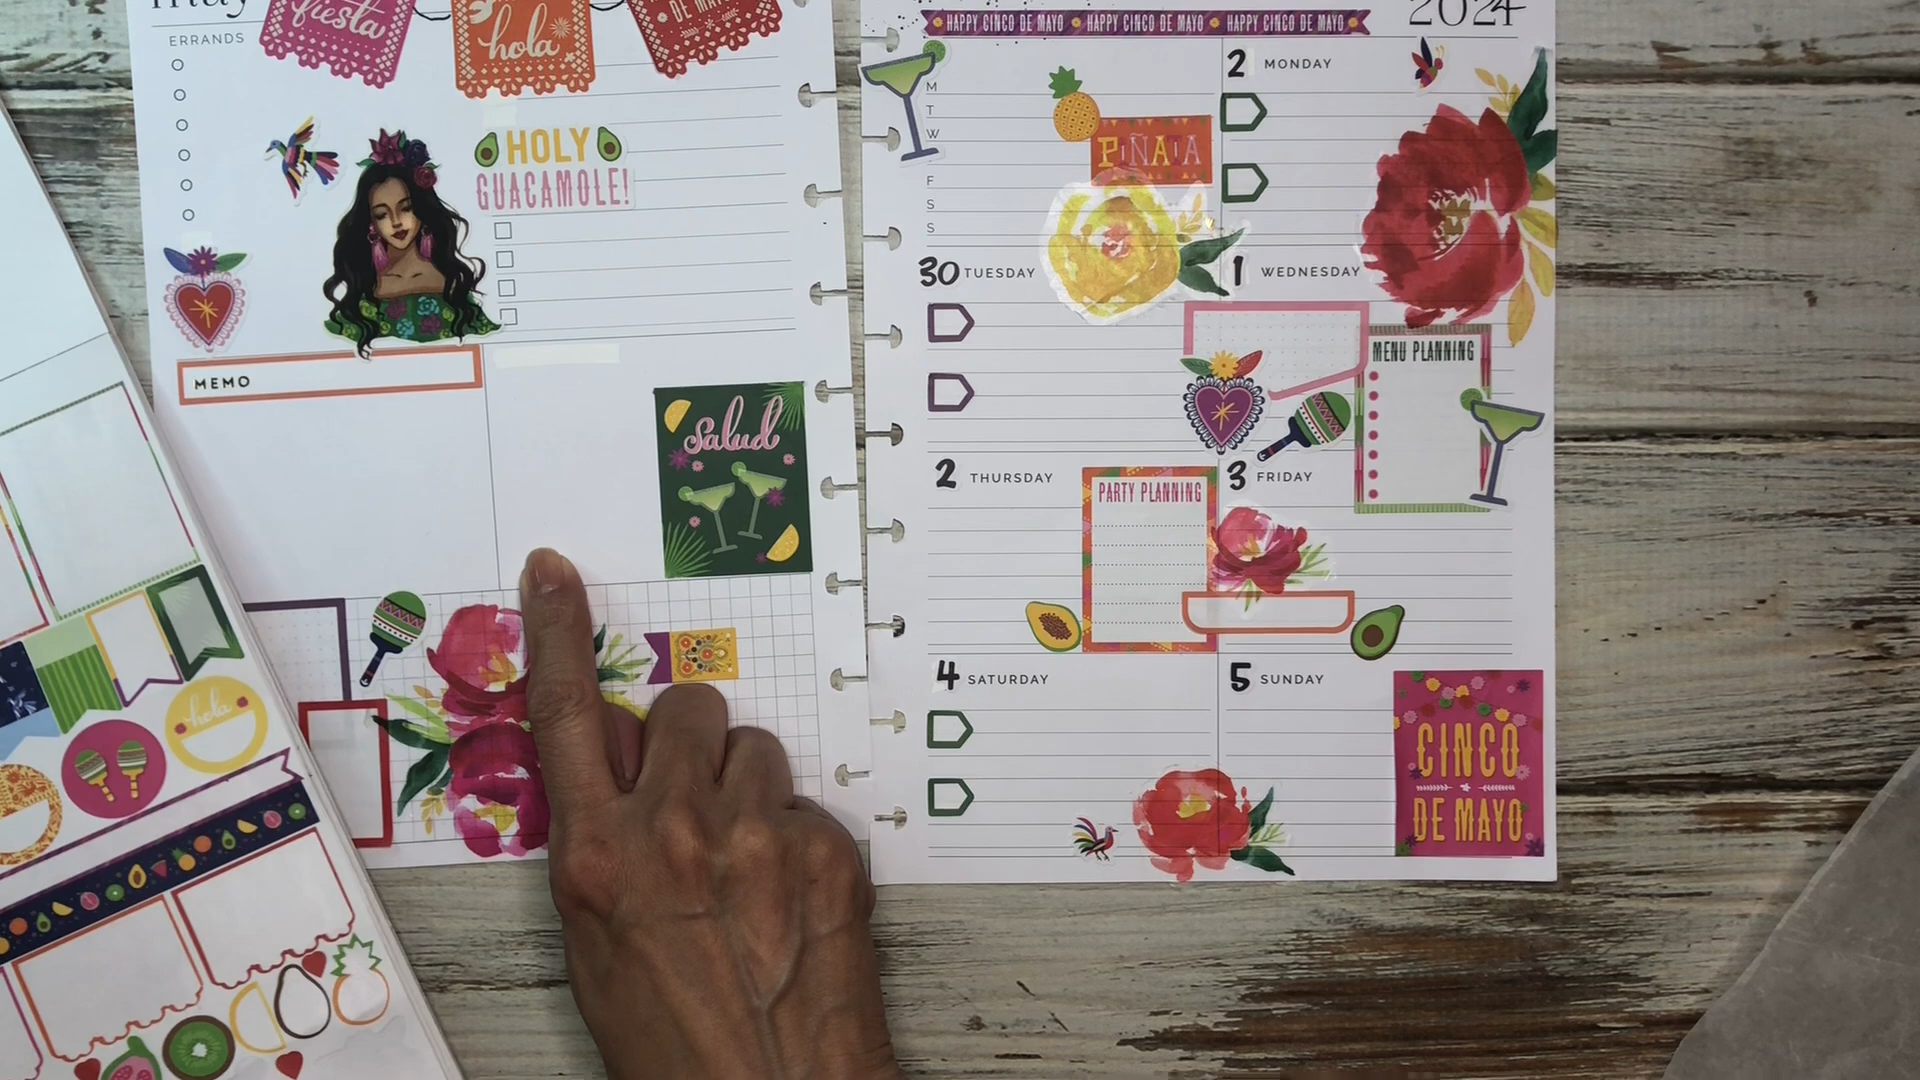 fiesta
hola
DE MAYO
ERRANDS
HOLY
GUACAMOLE!
MEMO
Salud
hola
HAPPY CINCO DE MAYO HAPPY CINCO DE MAYO HAPPY CINCO DE MAYO
2024
M
T
W
F
S
S
PIÑATA
2 MONDAY
30 TUESDAY
1 WEDNESDAY
MENU PLANNING
2 THURSDAY
PARTY PLANNING
3 FRIDAY
4 SATURDAY
5 SUNDAY
CINCO
DE MAYO